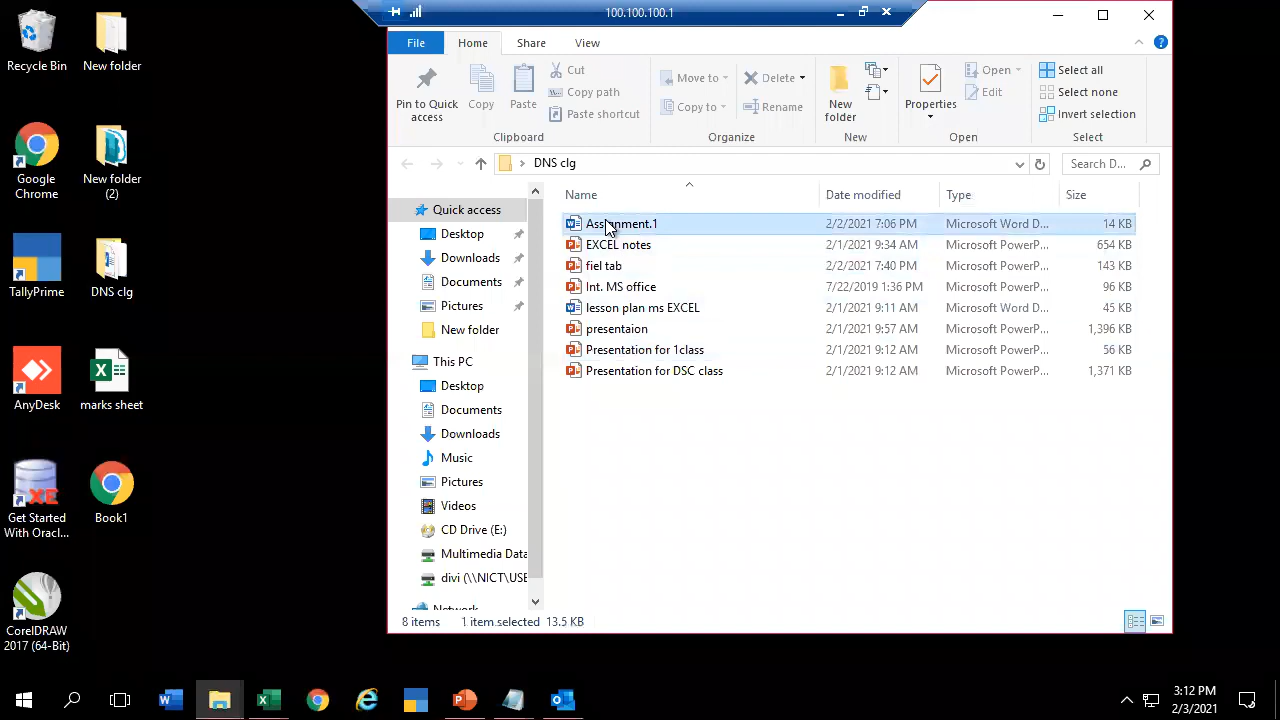 100.100.100.1
Recycle Bin
New folder
Google Chrome
New folder (2)
TallyPrime
DNS clg
AnyDesk
marks sheet
Get Started With Oracl...
Book1
CorelDRAW 2017 (64-Bit)
File Home Share View
Pin to Quick access
Copy
Paste
Cut
Copy path
Paste shortcut
Clipboard
Move to
Copy to
Delete
Rename
Organize
New folder
New
Properties
Open
Edit
Open
Select all
Select none
Invert selection
Select
DNS clg
Search D...
Quick access
Desktop
Downloads
Documents
Pictures
New folder
This PC
Desktop
Documents
Downloads
Music
Pictures
Videos
CD Drive (E:)
Multimedia Data
divi (\\NICT\USE
Network
Name Date modified Type Size
Assignment.1 2/2/2021 7:06 PM Microsoft Word D... 14 KB
EXCEL notes 2/1/2021 9:34 AM Microsoft PowerP... 654 KB
fiel tab 2/2/2021 7:40 PM Microsoft PowerP... 143 KB
Int. MS office 7/22/2019 1:36 PM Microsoft PowerP... 96 KB
lesson plan ms EXCEL 2/1/2021 9:11 AM Microsoft Word D... 45 KB
presentaion 2/1/2021 9:57 AM Microsoft PowerP... 1,396 KB
Presentation for 1class 2/1/2021 9:12 AM Microsoft PowerP... 56 KB
Presentation for DSC class 2/1/2021 9:12 AM Microsoft PowerP... 1,371 KB
8 items 1 item selected 13.5 KB
3:12 PM
2/3/2021